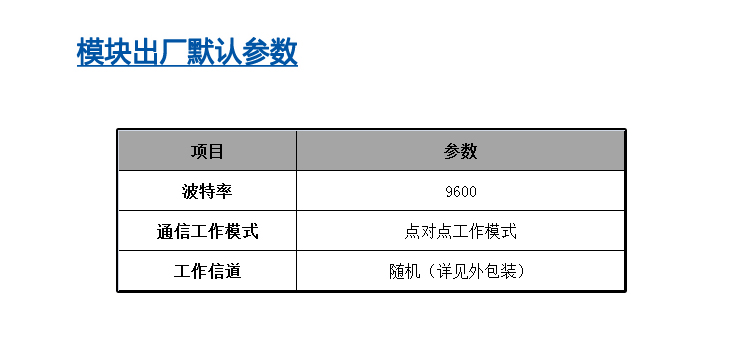 模块出厂默认参数
项目 参数
波特率 9600
通信工作模式 点对点工作模式
工作信道 随机（详见外包装）